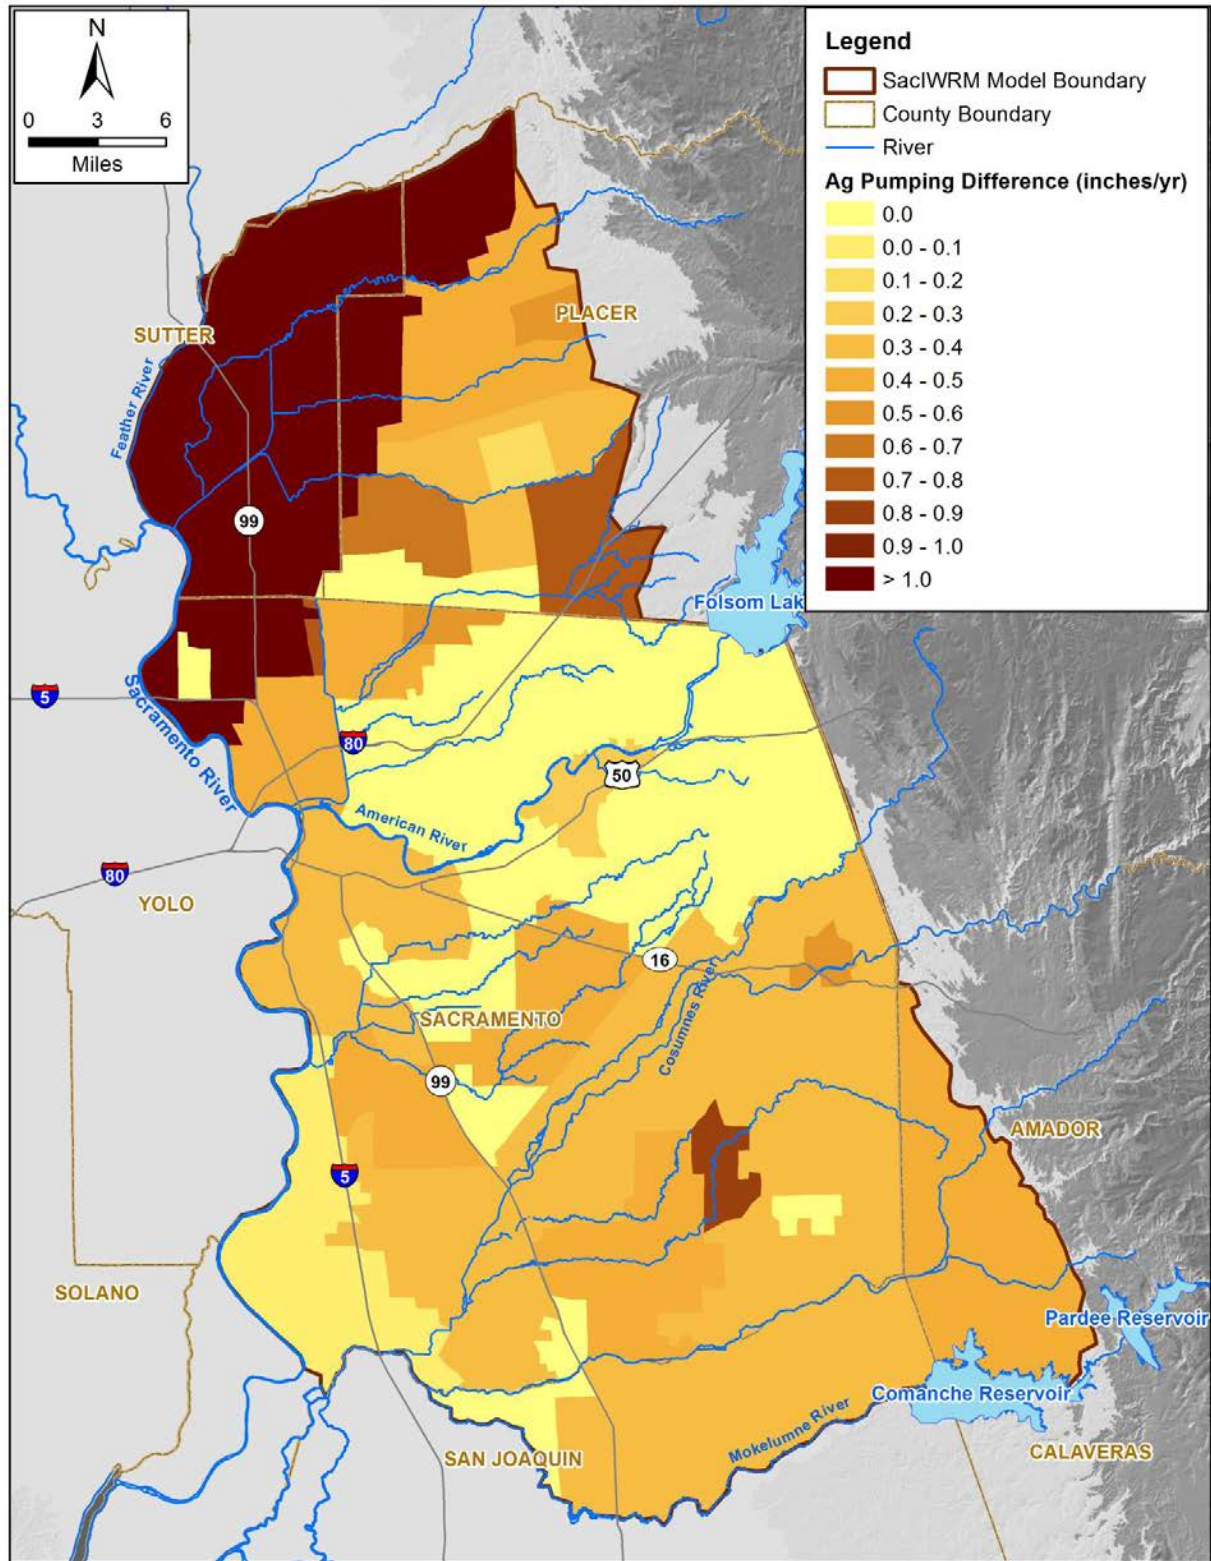 N
0 3 6
Miles
Legend
SacIWRM Model Boundary
County Boundary
River
Ag Pumping Difference (inches/yr)
0.0
0.0 - 0.1
0.1 - 0.2
0.2 - 0.3
0.3 - 0.4
0.4 - 0.5
0.5 - 0.6
0.6 - 0.7
0.7 - 0.8
0.8 - 0.9
0.9 - 1.0
> 1.0
PLACER
SUTTER
Feather River
99
Folsom Lak
5
Sacramento River
80
50
American River
80
YOLO
16
Cosumnes River
SACRAMENTO
99
AMADOR
5
SOLANO
Pardee Reservoir
Comanche Reservoir
Mokelumne River
SAN JOAQUIN
CALAVERAS